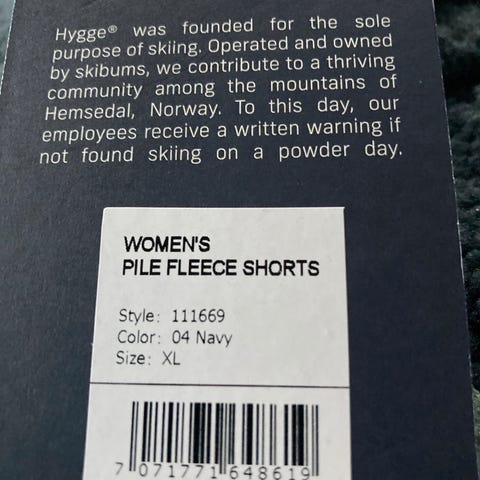 Hygge® was founded for the sole
purpose of skiing. Operated and owned
by skibums, we contribute to a thriving
community among the mountains of
Hemsedal, Norway. To this day, our
employees receive a written warning if
not found skiing on a powder day.
WOMEN'S
PILE FLEECE SHORTS
Style: 111669
Color: 04 Navy
Size: XL
7 071771 648619